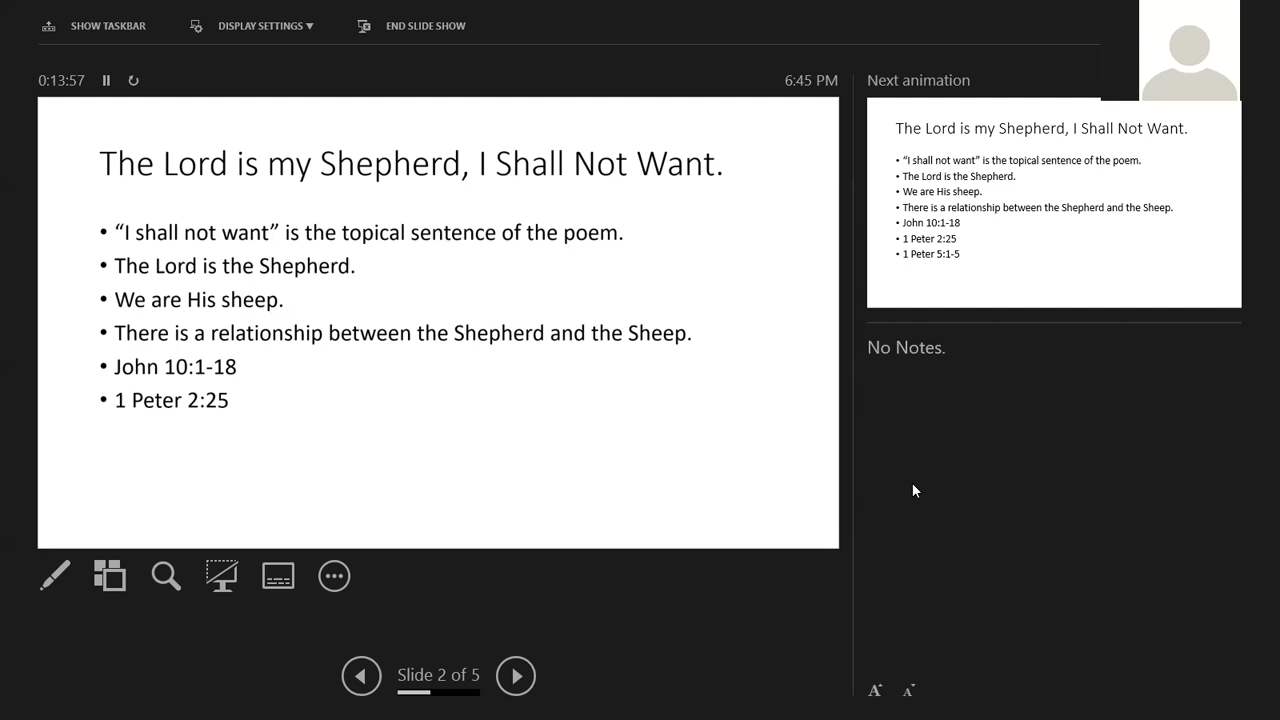 SHOW TASKBAR DISPLAY SETTINGS ▼ END SLIDE SHOW
0:13:57 6:45 PM
The Lord is my Shepherd, I Shall Not Want.
• “I shall not want” is the topical sentence of the poem.
• The Lord is the Shepherd.
• We are His sheep.
• There is a relationship between the Shepherd and the Sheep.
• John 10:1-18
• 1 Peter 2:25
Slide 2 of 5
Next animation
The Lord is my Shepherd, I Shall Not Want.
• “I shall not want” is the topical sentence of the poem.
• The Lord is the Shepherd.
• We are His sheep.
• There is a relationship between the Shepherd and the Sheep.
• John 10:1-18
• 1 Peter 2:25
• 1 Peter 5:1-5
No Notes.
A A